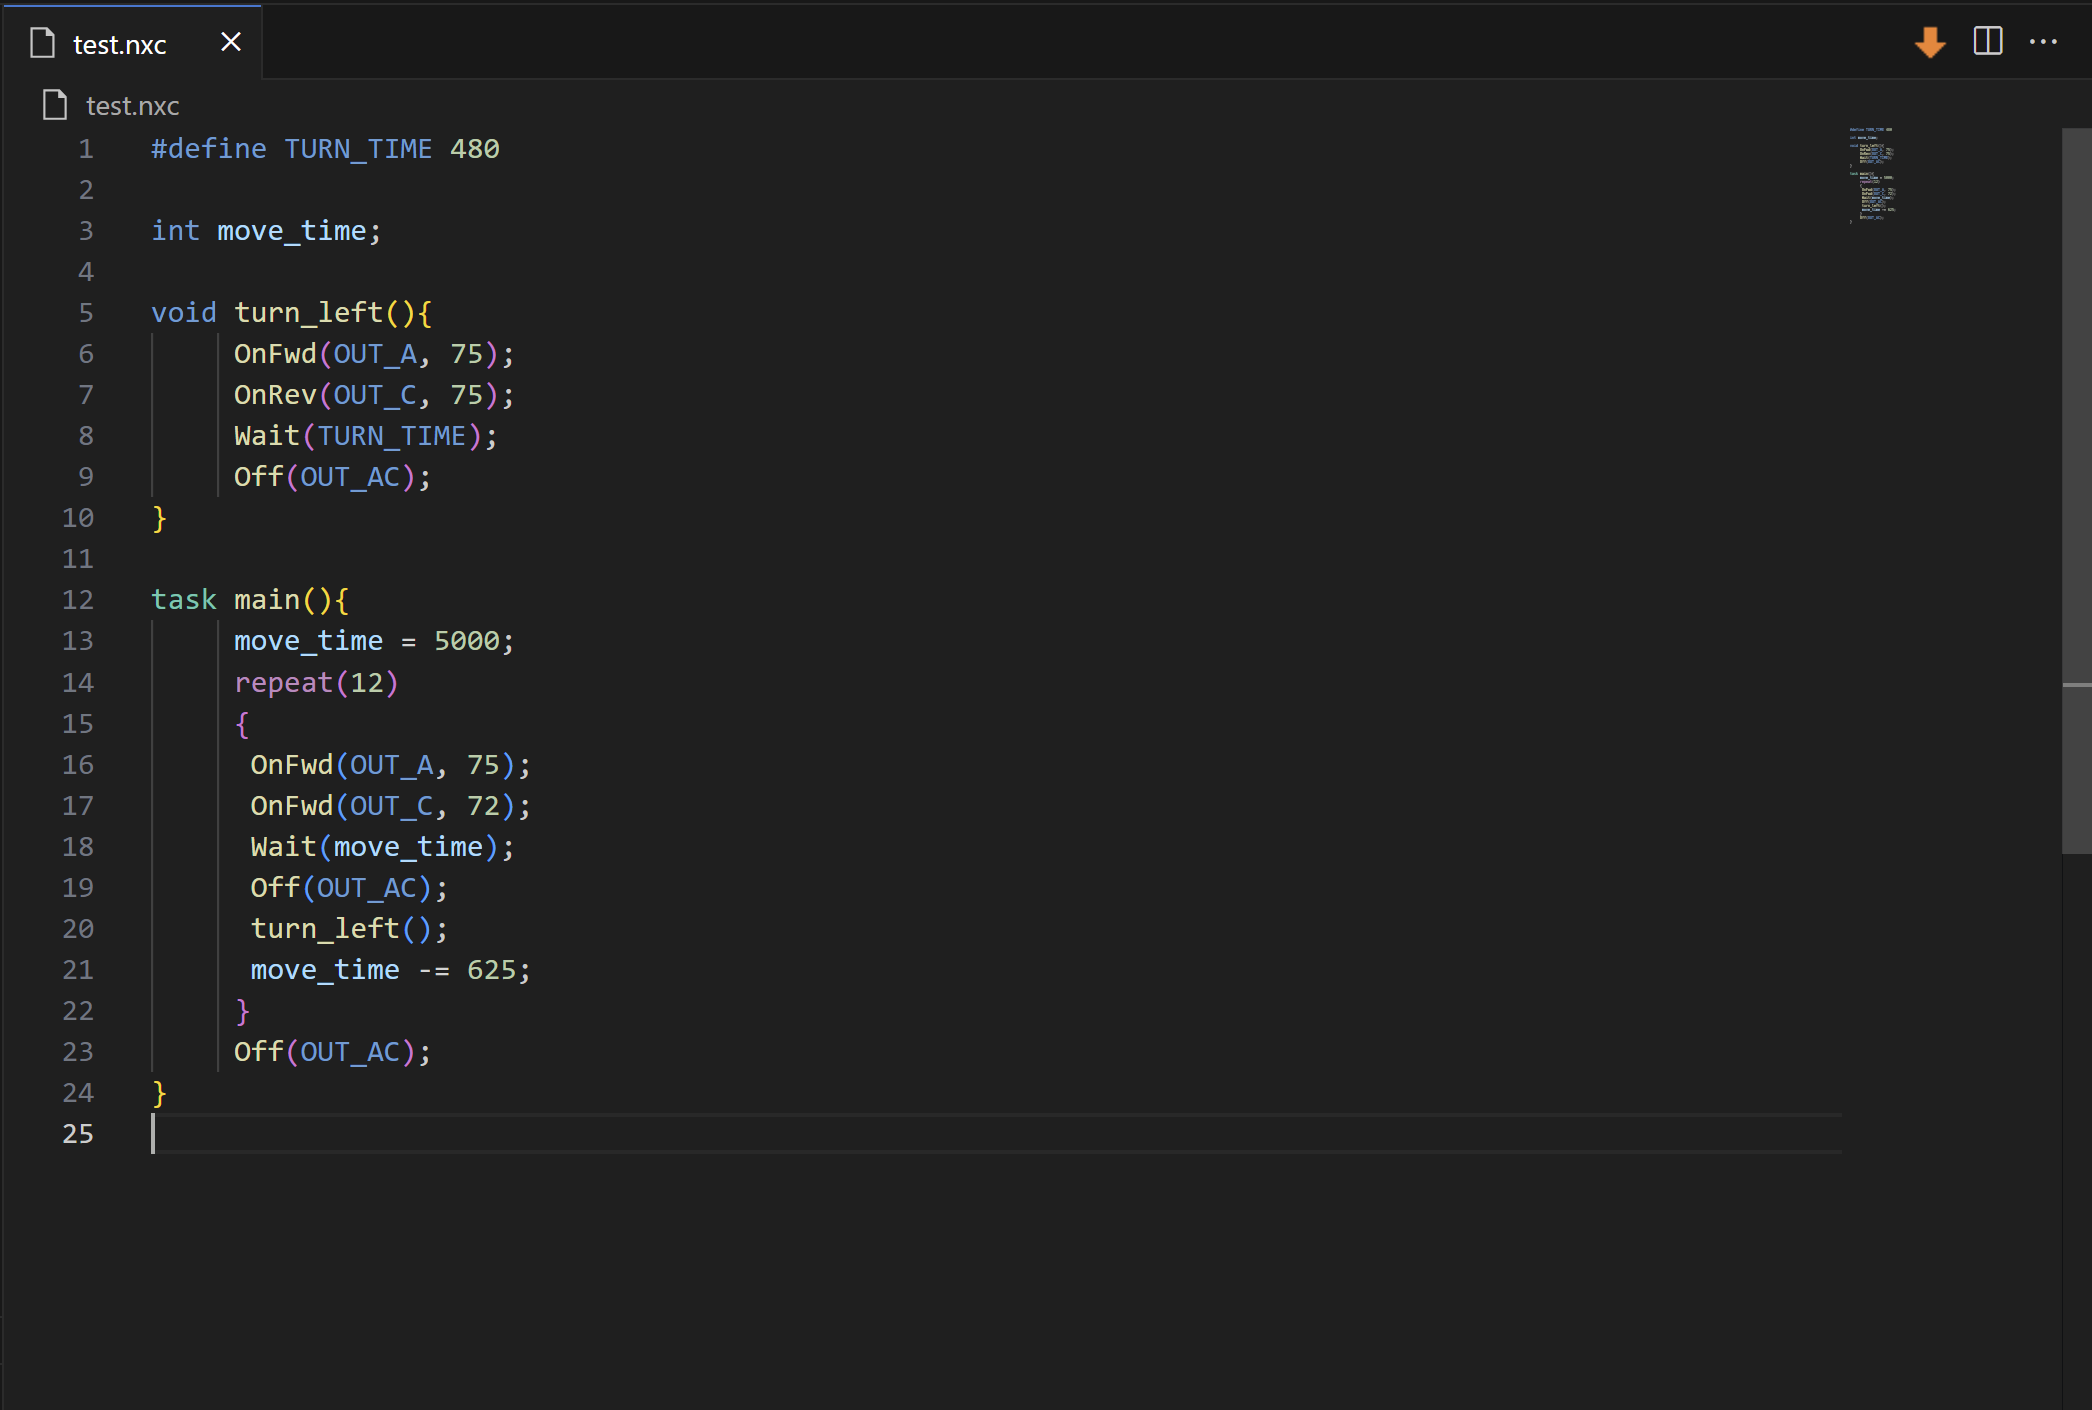 test.nxc
test.nxc
1 #define TURN_TIME 480
2
3 int move_time;
4
5 void turn_left(){
6 OnFwd(OUT_A, 75);
7 OnRev(OUT_C, 75);
8 Wait(TURN_TIME);
9 Off(OUT_AC);
10 }
11
12 task main(){
13 move_time = 5000;
14 repeat(12)
15 {
16 OnFwd(OUT_A, 75);
17 OnFwd(OUT_C, 72);
18 Wait(move_time);
19 Off(OUT_AC);
20 turn_left();
21 move_time -= 625;
22 }
23 Off(OUT_AC);
24 }
25